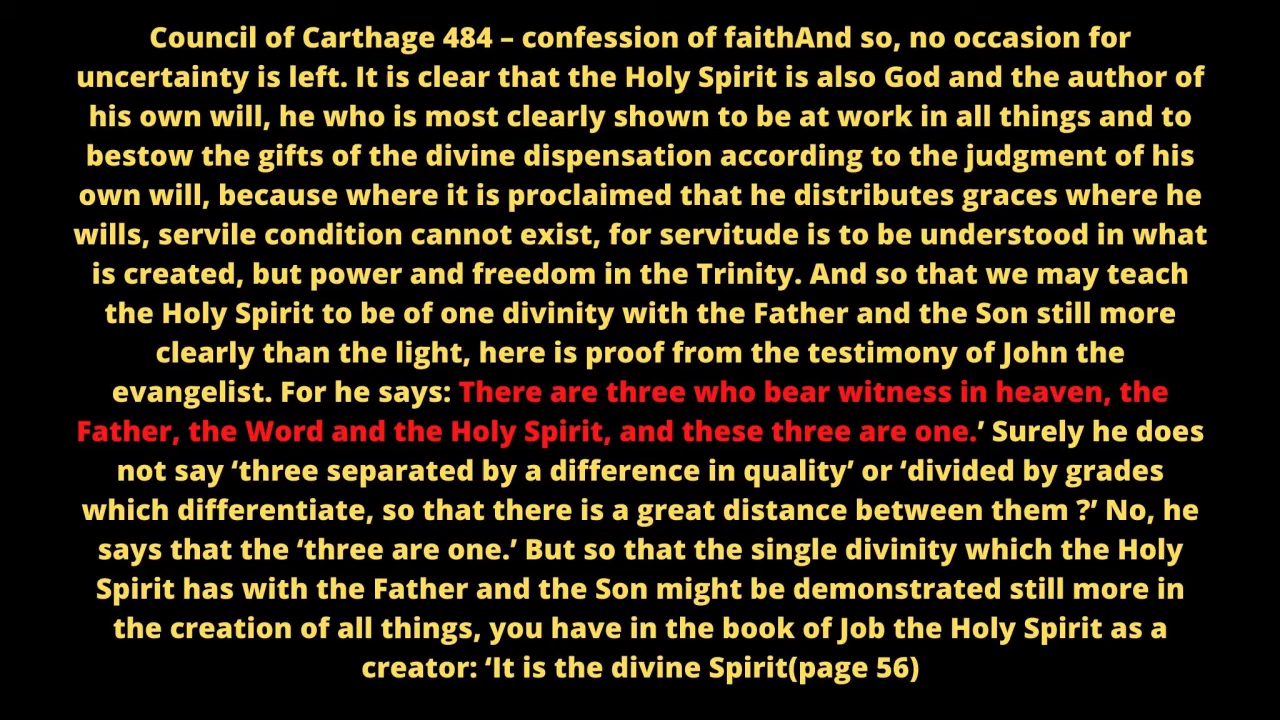 Council of Carthage 484 – confession of faithAnd so, no occasion for
uncertainty is left. It is clear that the Holy Spirit is also God and the author of
his own will, he who is most clearly shown to be at work in all things and to
bestow the gifts of the divine dispensation according to the judgment of his
own will, because where it is proclaimed that he distributes graces where he
wills, servile condition cannot exist, for servitude is to be understood in what
is created, but power and freedom in the Trinity. And so that we may teach
the Holy Spirit to be of one divinity with the Father and the Son still more
clearly than the light, here is proof from the testimony of John the
evangelist. For he says: There are three who bear witness in heaven, the
Father, the Word and the Holy Spirit, and these three are one.’ Surely he does
not say ‘three separated by a difference in quality’ or ‘divided by grades
which differentiate, so that there is a great distance between them ?’ No, he
says that the ‘three are one.’ But so that the single divinity which the Holy
Spirit has with the Father and the Son might be demonstrated still more in
the creation of all things, you have in the book of Job the Holy Spirit as a
creator: ‘It is the divine Spirit(page 56)